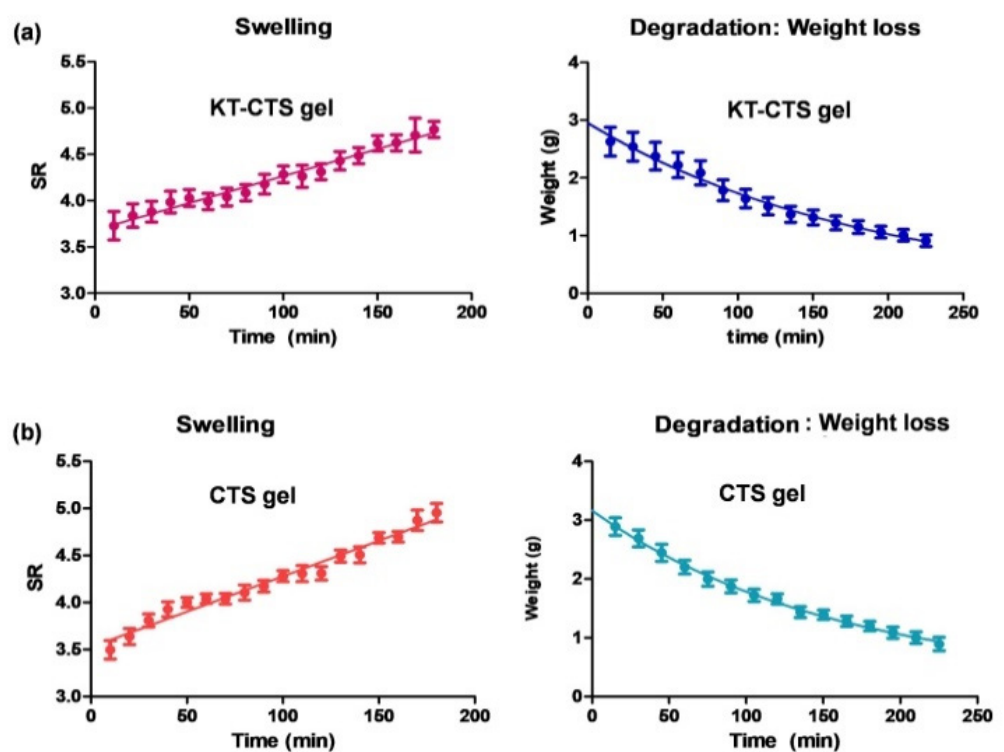 (a)
Swelling
5.5
5.0
4.5
4.0
3.5
3.0
SR
KT-CTS gel
0 50 100 150 200
Time (min)
Degradation: Weight loss
4
3
2
1
0
Weight (g)
KT-CTS gel
0 50 100 150 200 250
time (min)
(b)
Swelling
5.5
5.0
4.5
4.0
3.5
3.0
SR
CTS gel
0 50 100 150 200
Time (min)
Degradation : Weight loss
4
3
2
1
0
Weight (g)
CTS gel
0 50 100 150 200 250
Time (min)